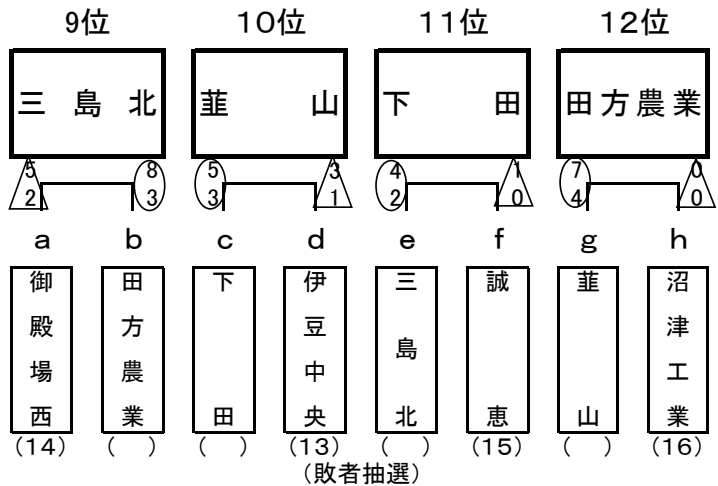 9位 10位 11位 12位
三島北 韮山 下田 田方農業
5 8 5 3 4 1 7 0
2 3 3 1 2 0 4 0
a b c d e f g h
御殿場西 田方農業 下田 伊豆中央 三島北 誠恵 韮山 沼津工業
(14) ( ) ( ) (13) ( ) (15) ( ) (16)
(敗者抽選)